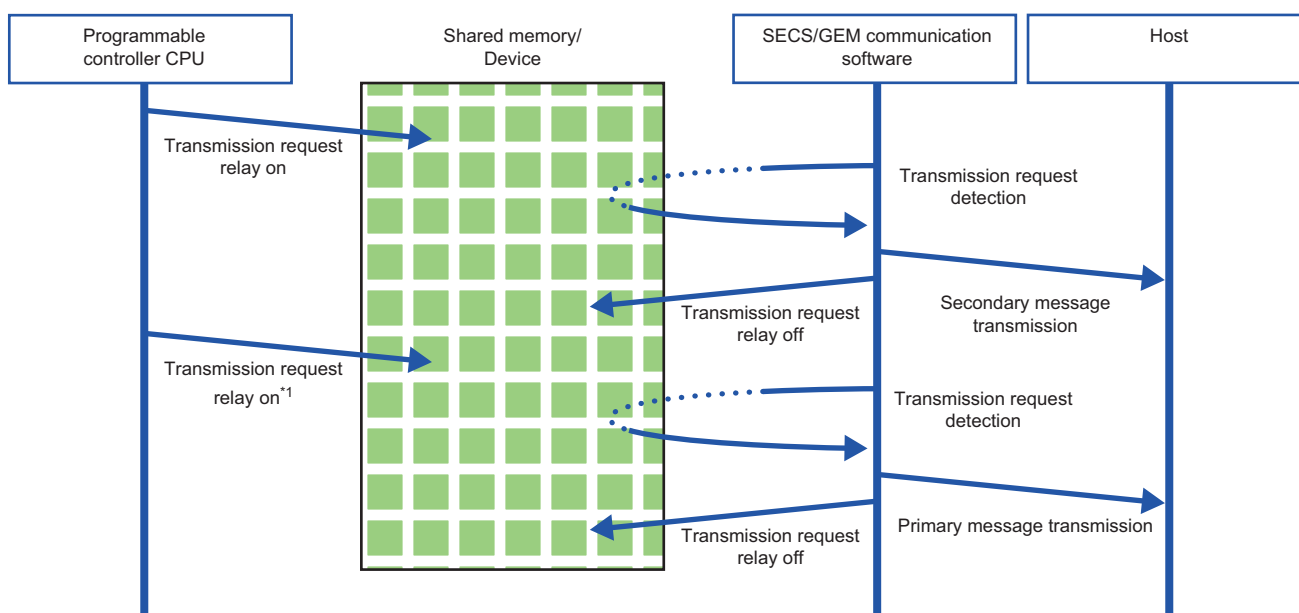 Programmable
controller CPU
Shared memory/
Device
SECS/GEM communication
software
Host
Transmission request
relay on
Transmission request
detection
Secondary message
transmission
Transmission request
relay off
Transmission request
relay on*1
Transmission request
detection
Primary message transmission
Transmission request
relay off